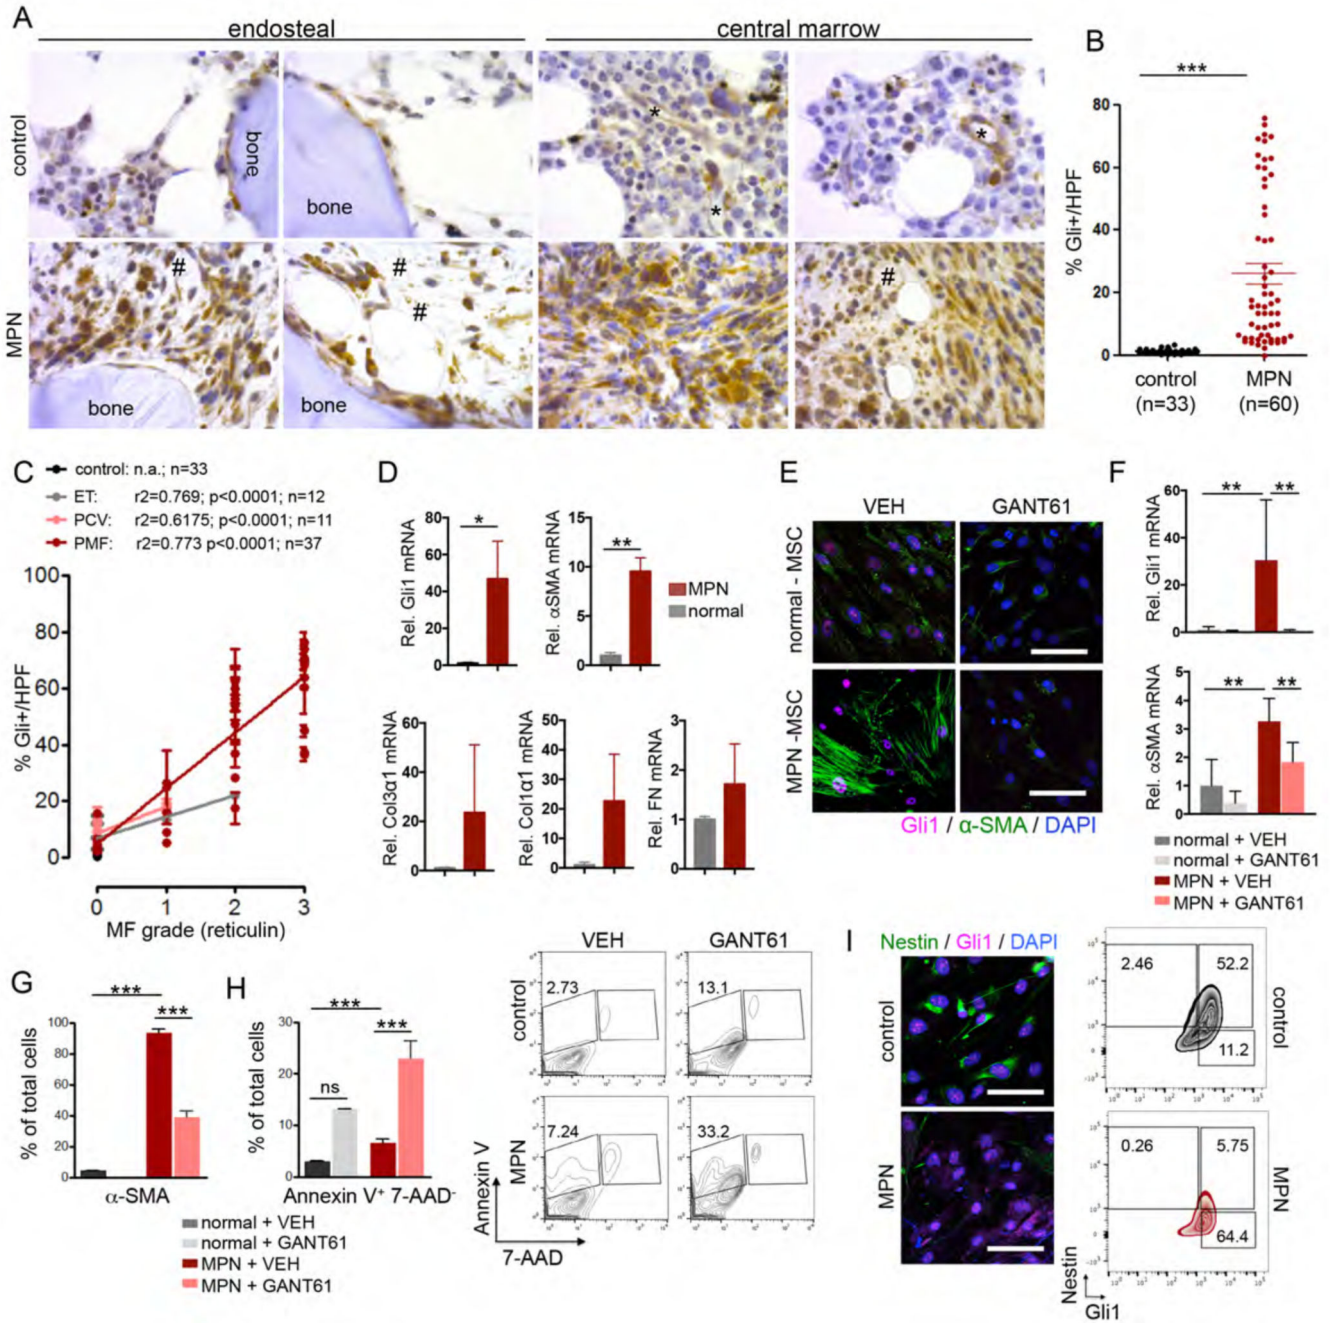 A
endosteal
central marrow
control
bone
bone
*
*
*
MPN
#
bone
#
#
bone
#
B
***
% Gli+/HPF
80
60
40
20
0
control
(n=33)
MPN
(n=60)
C
control: n.a.; n=33
ET: r2=0.769; p<0.0001; n=12
PCV: r2=0.6175; p<0.0001; n=11
PMF: r2=0.773 p<0.0001; n=37
% Gli+/HPF
100
80
60
40
20
0
0 1 2 3
MF grade (reticulin)
D
Rel. Gli1 mRNA
80
60
40
20
0
*
Rel. αSMA mRNA
15
10
5
0
**
MPN
normal
Rel. Col3α1 mRNA
60
40
20
0
Rel. Col1α1 mRNA
50
40
30
20
10
0
Rel. FN mRNA
3
2
1
0
E
VEH
GANT61
normal - MSC
MPN -MSC
Gli1 / α-SMA / DAPI
F
Rel. Gli1 mRNA
60
40
20
0
** **
Rel. αSMA mRNA
5
4
3
2
1
0
** **
normal + VEH
normal + GANT61
MPN + VEH
MPN + GANT61
G
% of total cells
100
80
60
40
20
0
***
***
α-SMA
H
% of total cells
30
20
10
0
ns
***
***
Annexin V+ 7-AAD-
normal + VEH
normal + GANT61
MPN + VEH
MPN + GANT61
VEH
GANT61
control
2.73
13.1
MPN
7.24
33.2
Annexin V
7-AAD
I
Nestin / Gli1 / DAPI
control
MPN
2.46
52.2
11.2
control
0.26
5.75
64.4
MPN
Nestin
Gli1